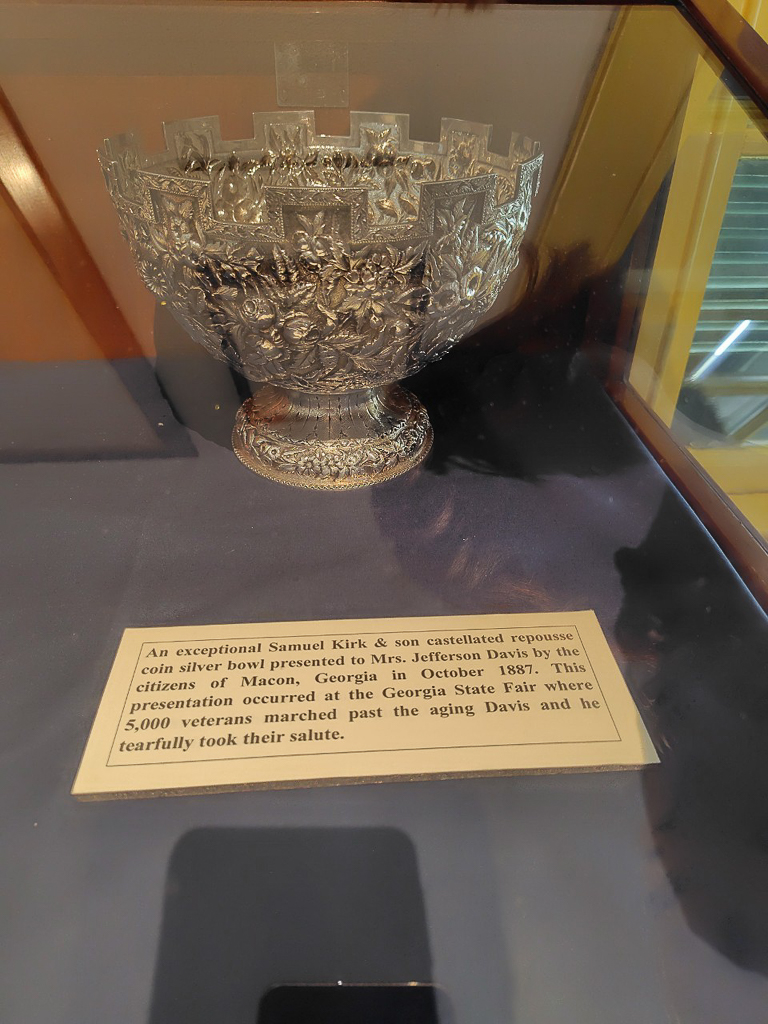 An exceptional Samuel Kirk & son castellated repousse
coin silver bowl presented to Mrs. Jefferson Davis by the
citizens of Macon, Georgia in October 1887. This
presentation occurred at the Georgia State Fair where
5,000 veterans marched past the aging Davis and he
tearfully took their salute.